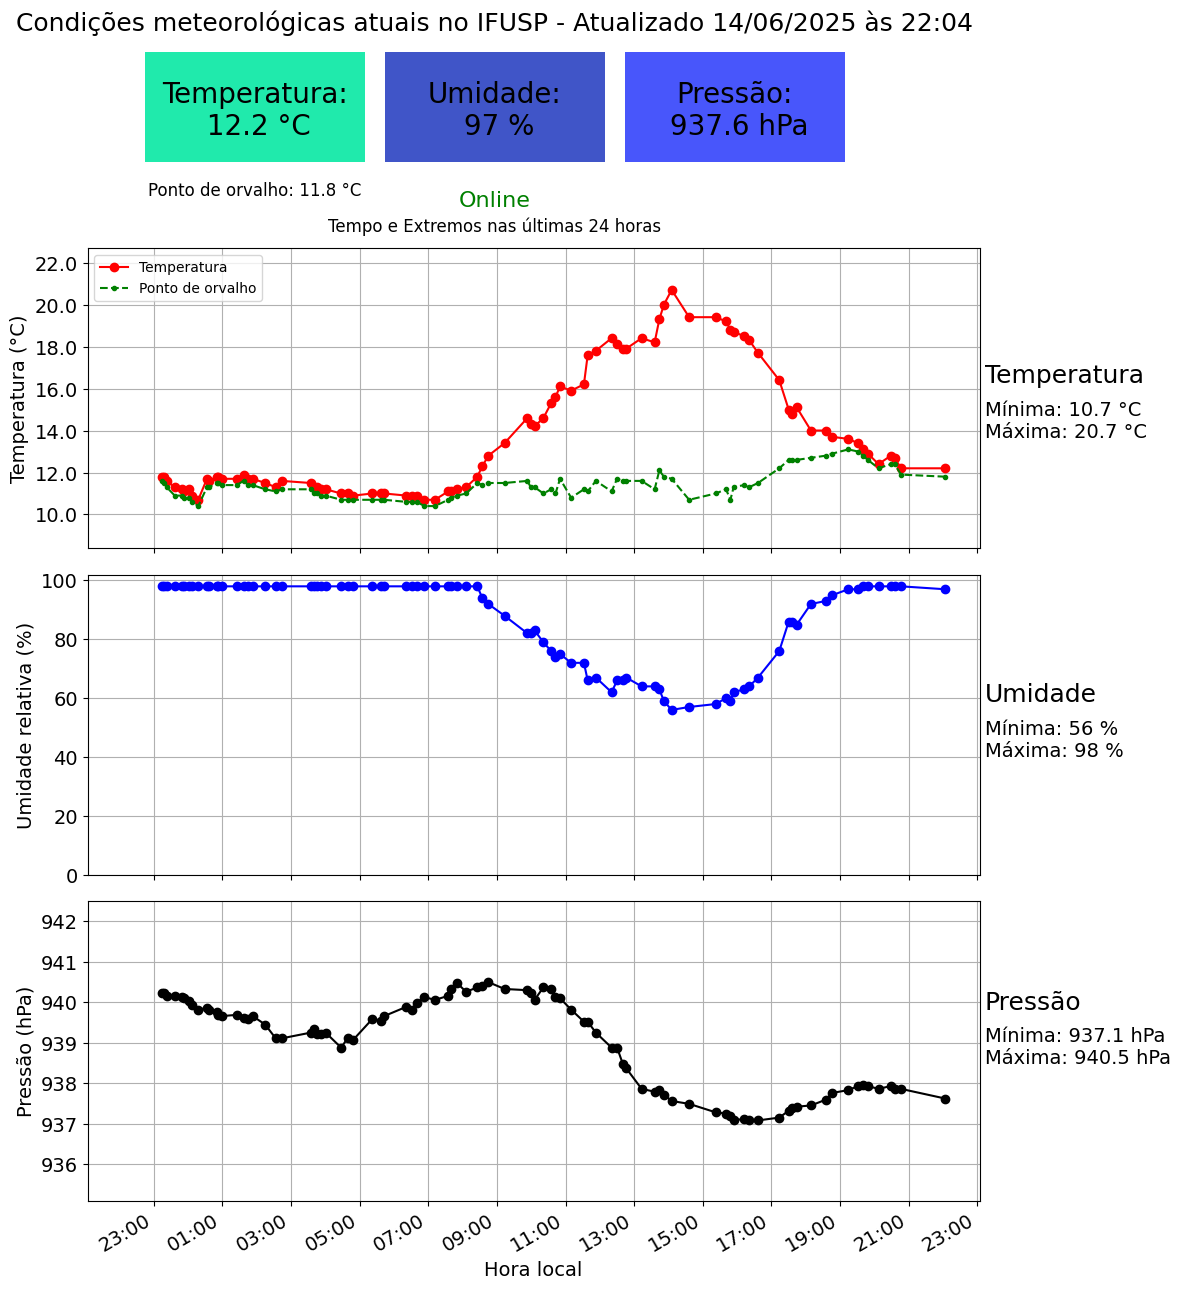 Condições meteorológicas atuais no IFUSP - Atualizado 14/06/2025 às 22:04
Temperatura:
12.2 °C
Umidade:
97 %
Pressão:
937.6 hPa
Ponto de orvalho: 11.8 °C
Online
Tempo e Extremos nas últimas 24 horas
Temperatura
Ponto de orvalho
Temperatura (°C)
22.0
20.0
18.0
16.0
14.0
12.0
10.0
Temperatura
Mínima: 10.7 °C
Máxima: 20.7 °C
Umidade relativa (%)
100
80
60
40
20
0
Umidade
Mínima: 56 %
Máxima: 98 %
Pressão (hPa)
942
941
940
939
938
937
936
Pressão
Mínima: 937.1 hPa
Máxima: 940.5 hPa
23:00 01:00 03:00 05:00 07:00 09:00 11:00 13:00 15:00 17:00 19:00 21:00 23:00
Hora local